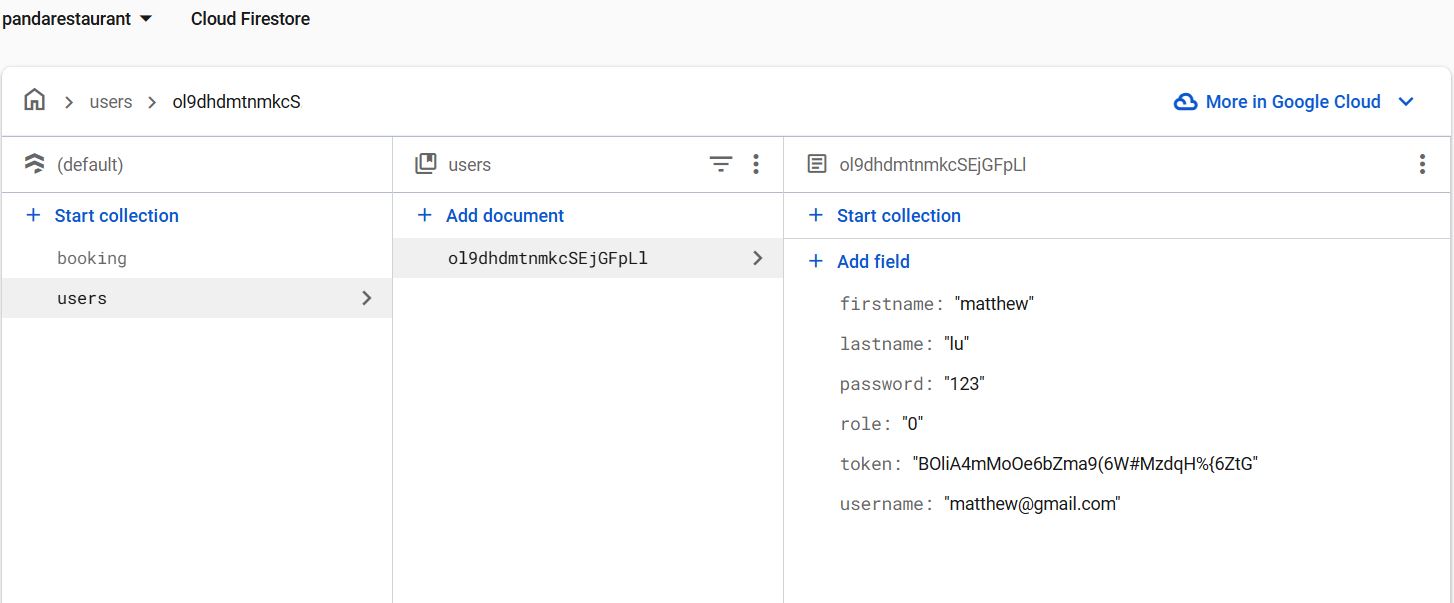 pandarestaurant Cloud Firestore
users ol9dhdmtnmkcS More in Google Cloud
(default) users ol9dhdmtnmkcSEjGFpLl
+ Start collection + Add document + Start collection
booking ol9dhdmtnmkcSEjGFpLl + Add field
users
firstname: "matthew"
lastname: "lu"
password: "123"
role: "0"
token: "BOliA4mMoOe6bZma9(6W#MzdqH%{6ZtG"
username: "matthew@gmail.com"